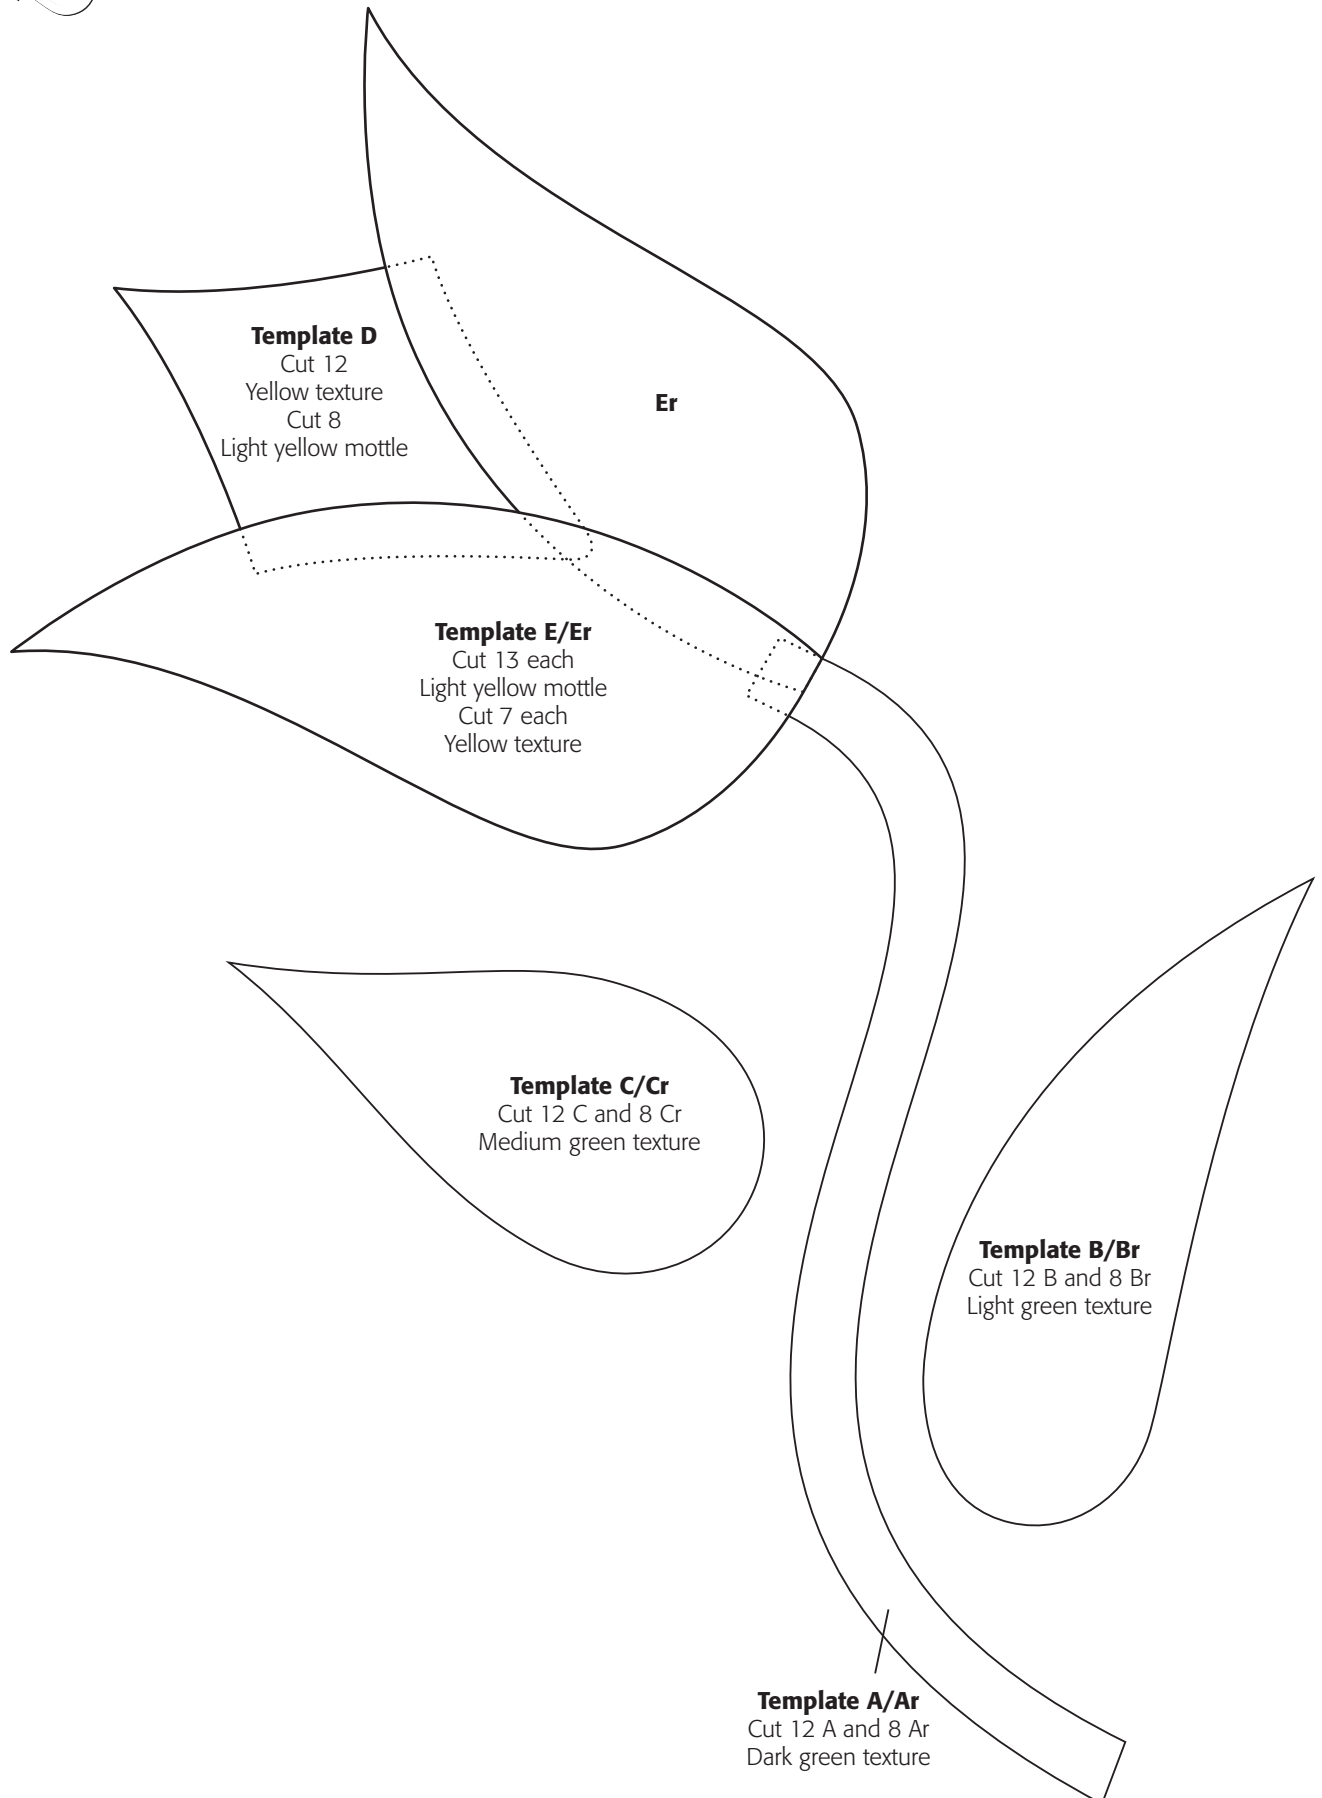 Template D
Cut 12
Yellow texture
Cut 8
Light yellow mottle
Er
Template E/Er
Cut 13 each
Light yellow mottle
Cut 7 each
Yellow texture
Template C/Cr
Cut 12 C and 8 Cr
Medium green texture
Template B/Br
Cut 12 B and 8 Br
Light green texture
Template A/Ar
Cut 12 A and 8 Ar
Dark green texture